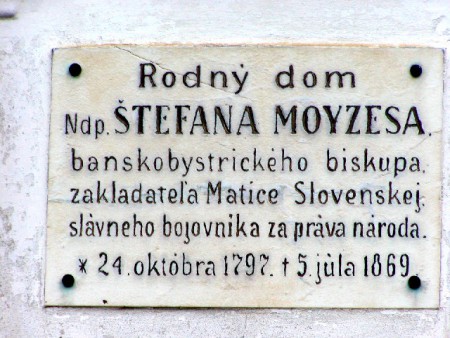 Rodný dom
Ndp. ŠTEFANA MOYZESA.
banskobystrického biskupa.
zakladateľa Matice Slovenskej.
slávneho bojovnika za práva národa.
* 24. októbra 1797. † 5. júla 1869.